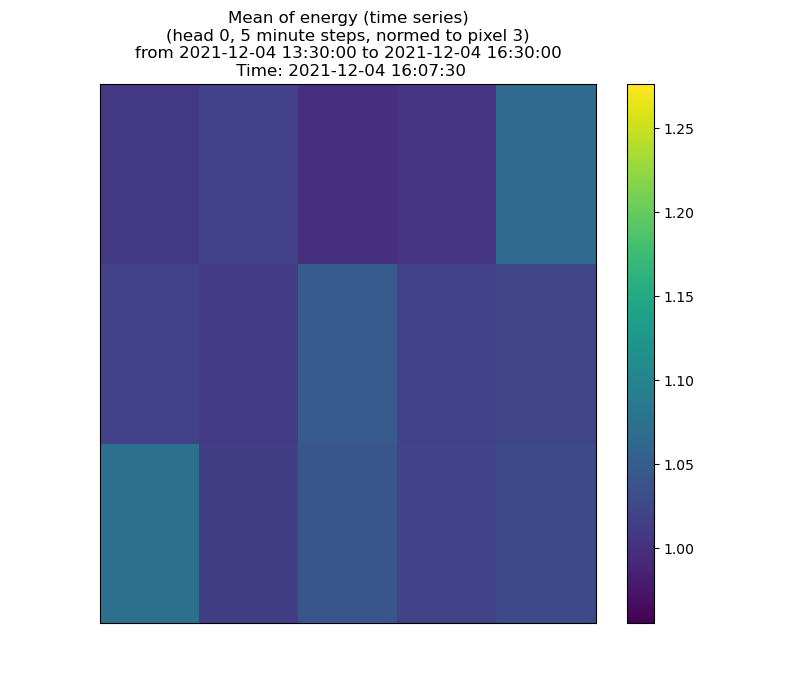 Mean of energy (time series)
(head 0, 5 minute steps, normed to pixel 3)
from 2021-12-04 13:30:00 to 2021-12-04 16:30:00
Time: 2021-12-04 16:07:30
1.25
1.20
1.15
1.10
1.05
1.00